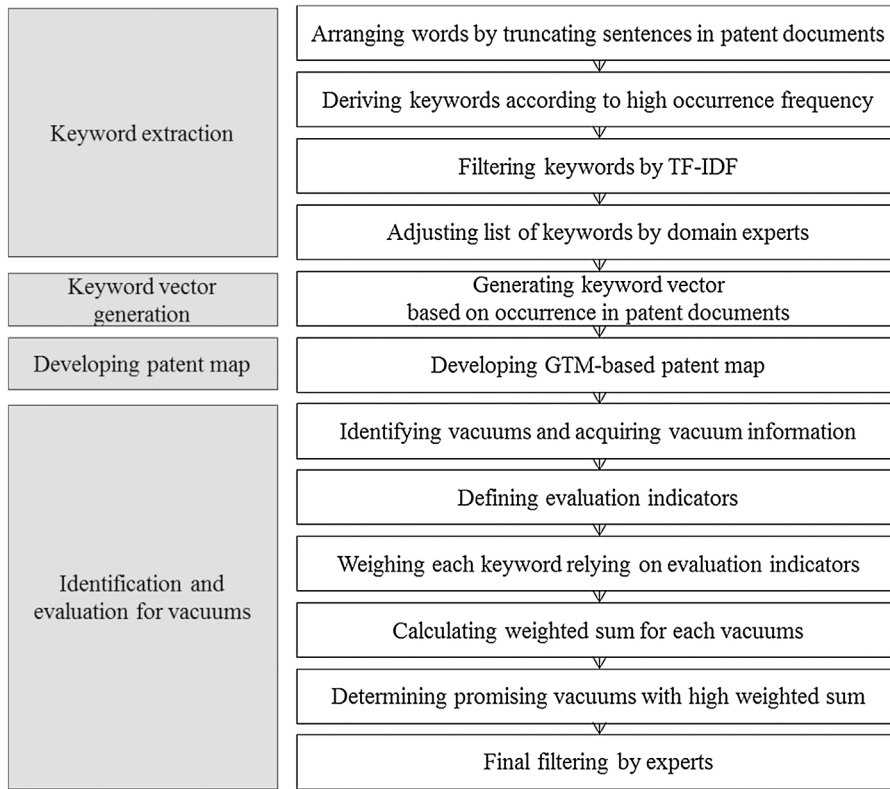 Keyword extraction
Arranging words by truncating sentences in patent documents
Deriving keywords according to high occurrence frequency
Filtering keywords by TF-IDF
Adjusting list of keywords by domain experts
Keyword vector
generation
Generating keyword vector
based on occurrence in patent documents
Developing patent map
Developing GTM-based patent map
Identification and
evaluation for vacuums
Identifying vacuums and acquiring vacuum information
Defining evaluation indicators
Weighing each keyword relying on evaluation indicators
Calculating weighted sum for each vacuums
Determining promising vacuums with high weighted sum
Final filtering by experts